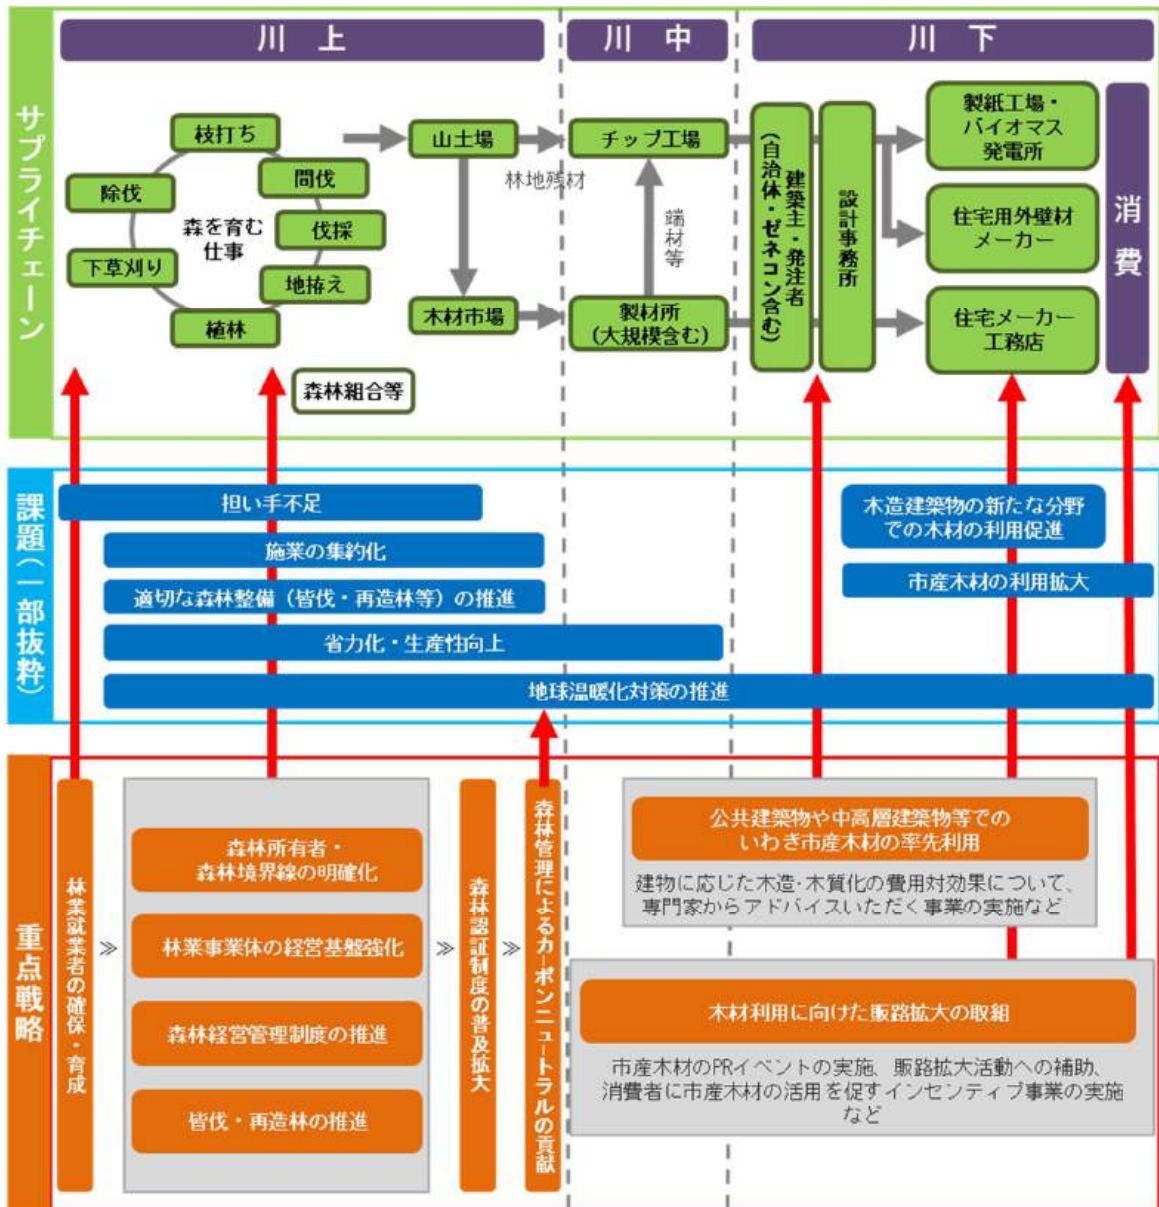 サプライチェーン
川 上
川 中
川 下
枝打ち
間伐
伐採
地拵え
植林
下草刈り
除伐
森を育む
仕事
森林組合等
山土場
林地残材
木材市場
チップ工場
端材等
製材所
(大規模含む)
建築主・発注者
(自治体・ゼネコン含む)
設計事務所
製紙工場・
バイオマス
発電所
住宅用外壁材
メーカー
住宅メーカー
工務店
消費
課題(一部抜粋)
担い手不足
施業の集約化
適切な森林整備(皆伐・再造林等)の推進
省力化・生産性向上
地球温暖化対策の推進
木造建築物の新たな分野
での木材の利用促進
市産木材の利用拡大
重点戦略
林業就業者の確保・育成
≫
森林所有者・
森林境界線の明確化
林業事業体の経営基盤強化
森林経営管理制度の推進
皆伐・再造林の推進
≫
森林認証制度の普及拡大
≫
森林管理によるカーボンニュートラルの貢献
公共建築物や中高層建築物等での
いわき市産木材の率先利用
建物に応じた木造・木質化の費用対効果について、
専門家からアドバイスいただく事業の実施など
木材利用に向けた販路拡大の取組
市産木材のPRイベントの実施、販路拡大活動への補助、
消費者に市産木材の活用を促すインセンティブ事業の実施
など